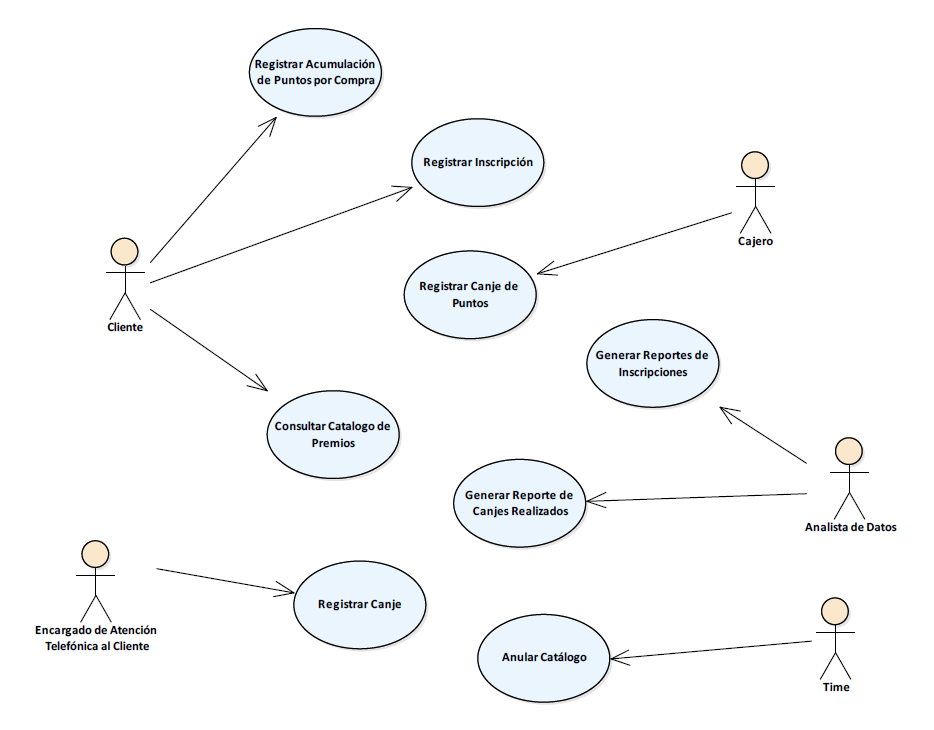 Registrar Acumulación
de Puntos por Compra
Registrar Inscripción
Cajero
Registrar Canje de
Puntos
Cliente
Generar Reportes de
Inscripciones
Consultar Catalogo de
Premios
Generar Reporte de
Canjes Realizados
Analista de Datos
Registrar Canje
Encargado de Atención
Telefónica al Cliente
Anular Catálogo
Time